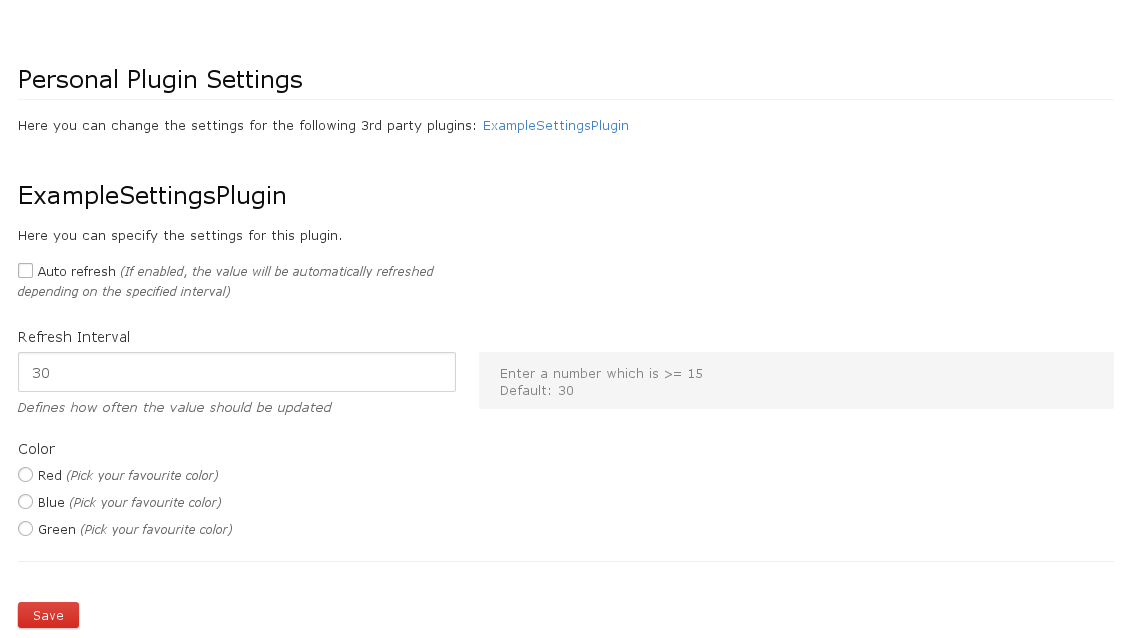 Personal Plugin Settings
Here you can change the settings for the following 3rd party plugins: ExampleSettingsPlugin
ExampleSettingsPlugin
Here you can specify the settings for this plugin.
Auto refresh (If enabled, the value will be automatically refreshed
depending on the specified interval)
Refresh Interval
30
Enter a number which is >= 15
Default: 30
Defines how often the value should be updated
Color
Red (Pick your favourite color)
Blue (Pick your favourite color)
Green (Pick your favourite color)
Save